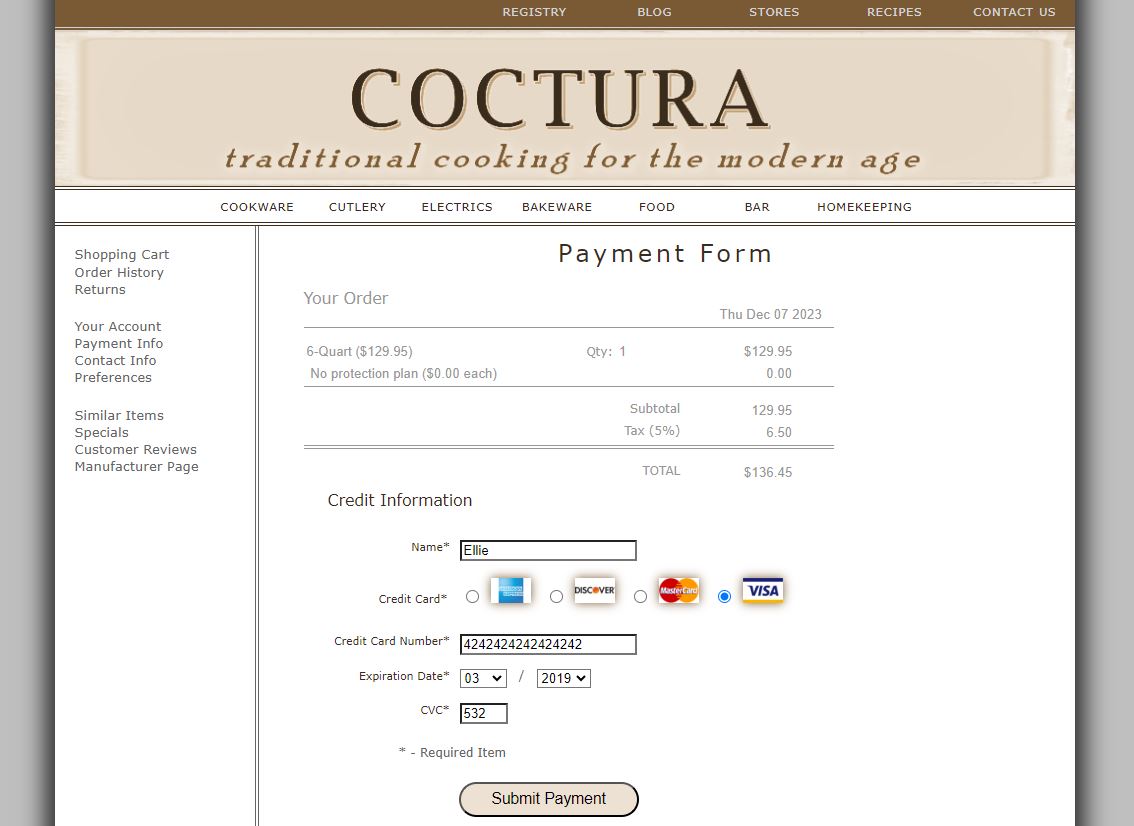 REGISTRY BLOG STORES RECIPES CONTACT US
COCTURA
traditional cooking for the modern age
COOKWARE CUTLERY ELECTRICS BAKEWARE FOOD BAR HOMEKEEPING
Shopping Cart
Order History
Returns
Your Account
Payment Info
Contact Info
Preferences
Similar Items
Specials
Customer Reviews
Manufacturer Page
Payment Form
Your Order
Thu Dec 07 2023
6-Quart ($129.95) Qty: 1 $129.95
No protection plan ($0.00 each) 0.00
Subtotal 129.95
Tax (5%) 6.50
TOTAL $136.45
Credit Information
Name* Ellie
Credit Card* AMERICAN EXPRESS DISCOVER MasterCard VISA
Credit Card Number* 4242424242424242
Expiration Date* 03 / 2019
CVC* 532
* - Required Item
Submit Payment